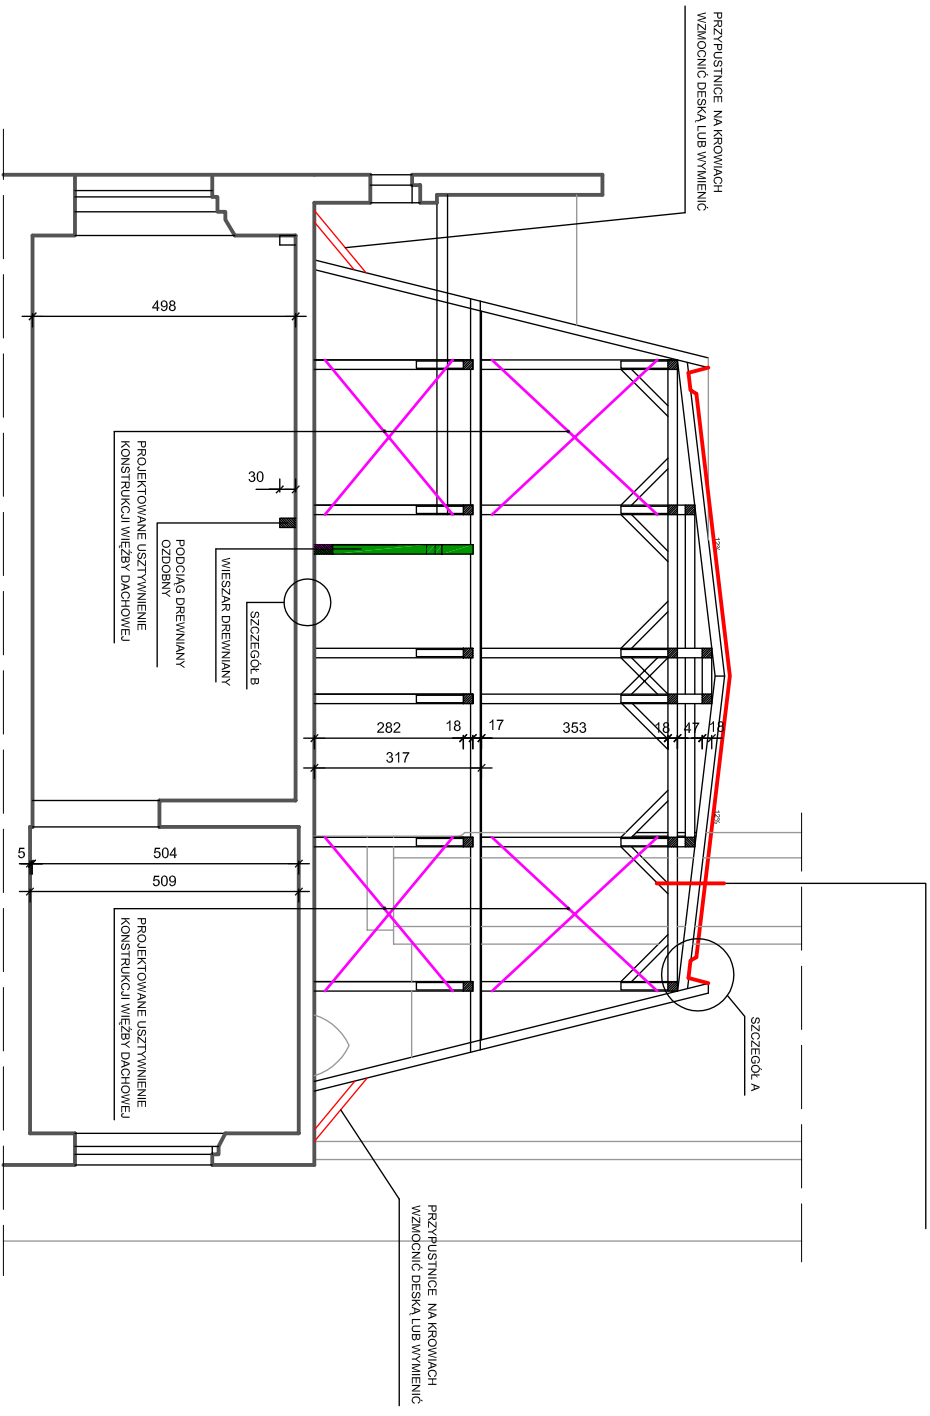 PRZYPUSTNICE NA KROWIACH
WZMOCNIĆ DESKĄ LUB WYMIENIĆ
498
30
PROJEKTOWANE USZTYWNIENIE
KONSTRUKCJI WIĘŹBY DACHOWEJ
PODCIĄG DREWNIANY
OZDOBNY
WIESZAR DREWNIANY
SZCZEGÓŁ B
12%
282
18
17
353
18
47
18
317
12%
5
504
509
PROJEKTOWANE USZTYWNIENIE
KONSTRUKCJI WIĘŹBY DACHOWEJ
SZCZEGÓŁ A
PRZYPUSTNICE NA KROWIACH
WZMOCNIĆ DESKĄ LUB WYMIENIĆ